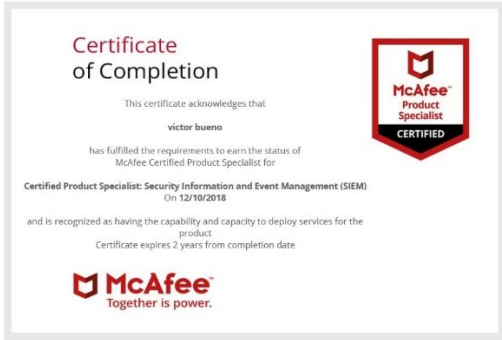 Certificate
of Completion
McAfee™
Product
Specialist
CERTIFIED
This certificate acknowledges that
victor bueno
has fulfilled the requirements to earn the status of
McAfee Certified Product Specialist for
Certified Product Specialist: Security Information and Event Management (SIEM)
On 12/10/2018
and is recognized as having the capability and capacity to deploy services for the
product
Certificate expires 2 years from completion date
McAfee™
Together is power.